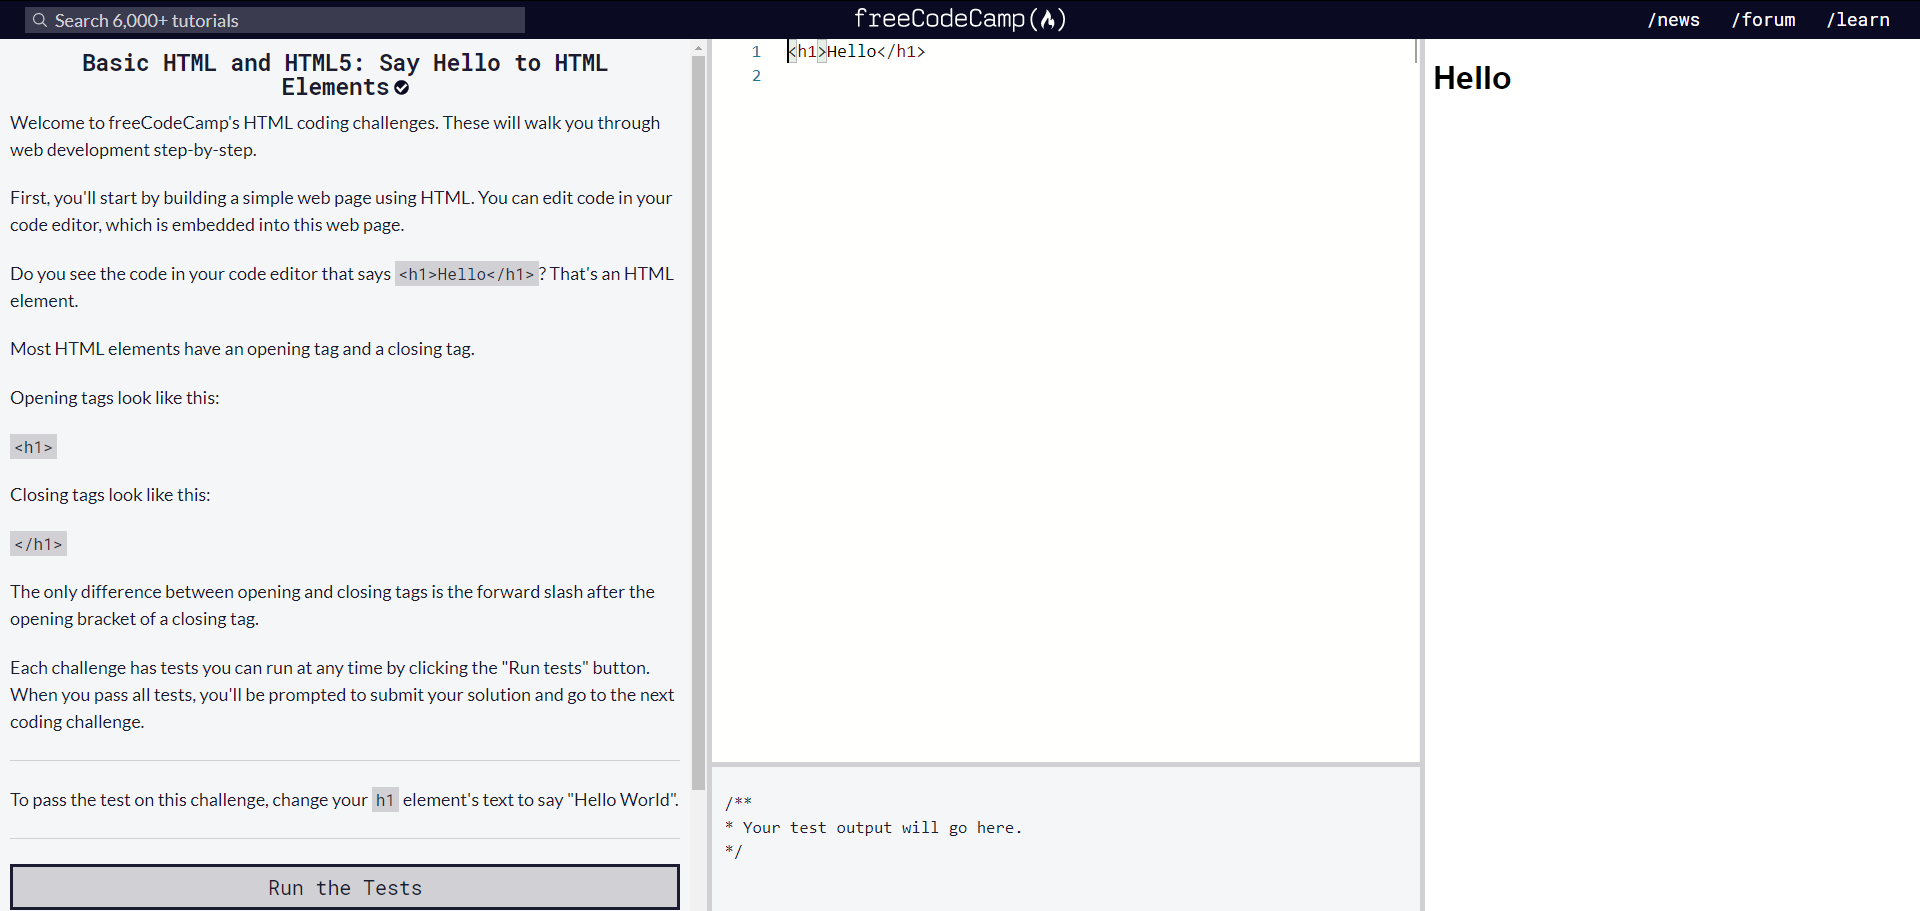 Search 6,000+ tutorials
freeCodeCamp
/news /forum /learn
Basic HTML and HTML5: Say Hello to HTML
Elements
Welcome to freeCodeCamp's HTML coding challenges. These will walk you through
web development step-by-step.
First, you'll start by building a simple web page using HTML. You can edit code in your
code editor, which is embedded into this web page.
Do you see the code in your code editor that says <h1>Hello</h1>? That's an HTML
element.
Most HTML elements have an opening tag and a closing tag.
Opening tags look like this:
<h1>
Closing tags look like this:
</h1>
The only difference between opening and closing tags is the forward slash after the
opening bracket of a closing tag.
Each challenge has tests you can run at any time by clicking the "Run tests" button.
When you pass all tests, you'll be prompted to submit your solution and go to the next
coding challenge.
To pass the test on this challenge, change your h1 element's text to say "Hello World".
Run the Tests
1 <h1>Hello</h1>
2
/**
* Your test output will go here.
*/
Hello